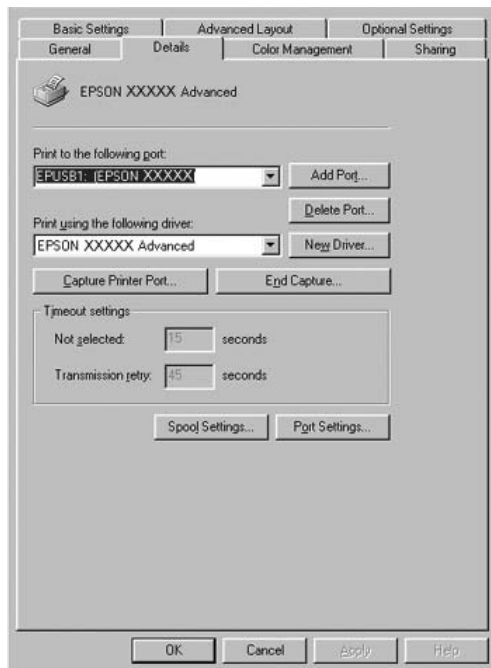 Basic Settings Advanced Layout Optional Settings
General Details Color Management Sharing
EPSON XXXXX Advanced
Print to the following port:
EPUSB1: (EPSON XXXXX Add Port...
Delete Port...
Print using the following driver:
EPSON XXXXX Advanced New Driver...
Capture Printer Port... End Capture...
Timeout settings
Not selected: 15 seconds
Transmission retry: 45 seconds
Spool Settings... Port Settings...
OK Cancel Apply Help